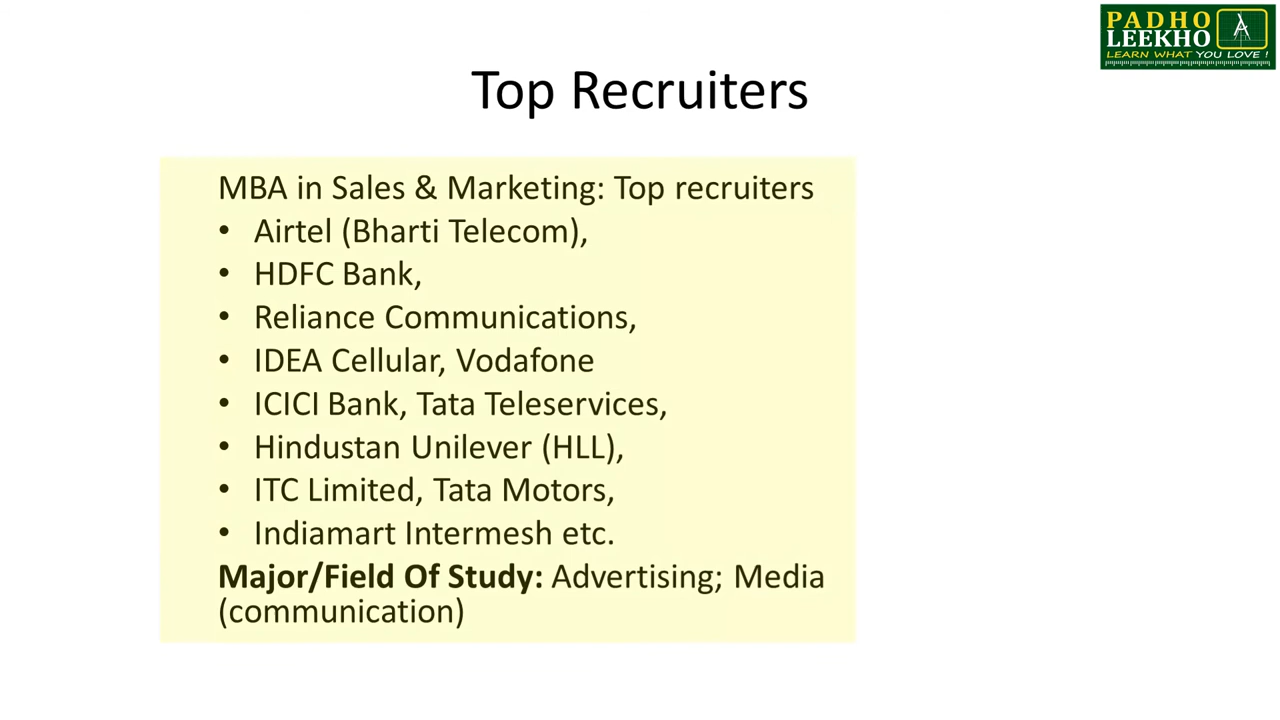 PADHO
LEEKHO
LEARN WHAT YOU LOVE !
Top Recruiters
MBA in Sales & Marketing: Top recruiters
• Airtel (Bharti Telecom),
• HDFC Bank,
• Reliance Communications,
• IDEA Cellular, Vodafone
• ICICI Bank, Tata Teleservices,
• Hindustan Unilever (HLL),
• ITC Limited, Tata Motors,
• Indiamart Intermesh etc.
Major/Field Of Study: Advertising; Media
(communication)